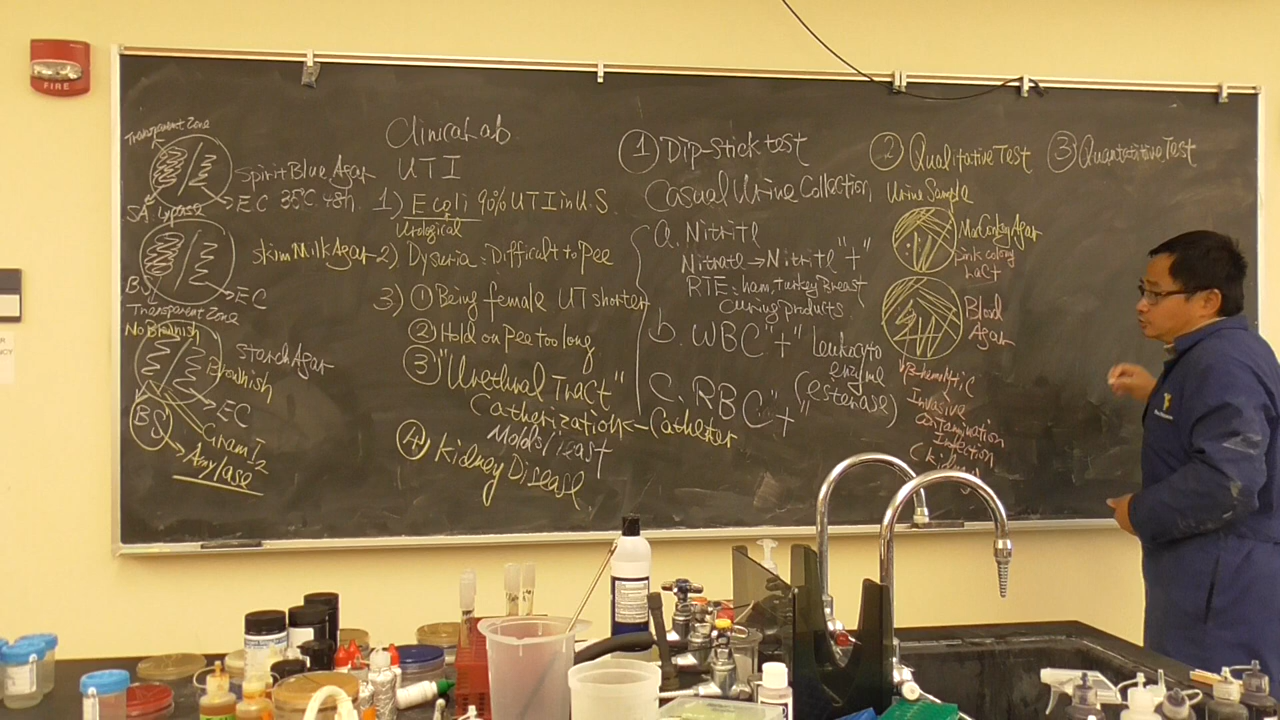 FIRE
Transparent Zone
Spirit Blue Agar
SA Lypase
EC 35°C 48h.
skim Milk Agar
BS
EC
Transparent Zone
No Brownish
starch Agar
Brownish
EC
BS
Gram I2
Amylase
Clinical Lab
UTI
1) E coli 90% UTI in U.S
Urological
2) Dysuria: Difficult to Pee
3) ① Being female UT shorter
② Hold on Pee too long
③ "Urethral Tract"
Catherization ← Catheter
Molds/Yeast
④ Kidney Disease
① Dip-stick test
Casual Urine Collection
a. Nitrite
Nitrate → Nitrite "+"
RTE: ham, turkey Breast
Curing products
b. WBC "+" Leukocyto
enzyme
(esterase)
C. RBC "+"
② Qualitative Test
Urine Sample
MacConkey Agar
pink colony
Lact
Blood
Agar
β-hemolytic
Invasive
Contamination
Infection
③ Quantatitive Test